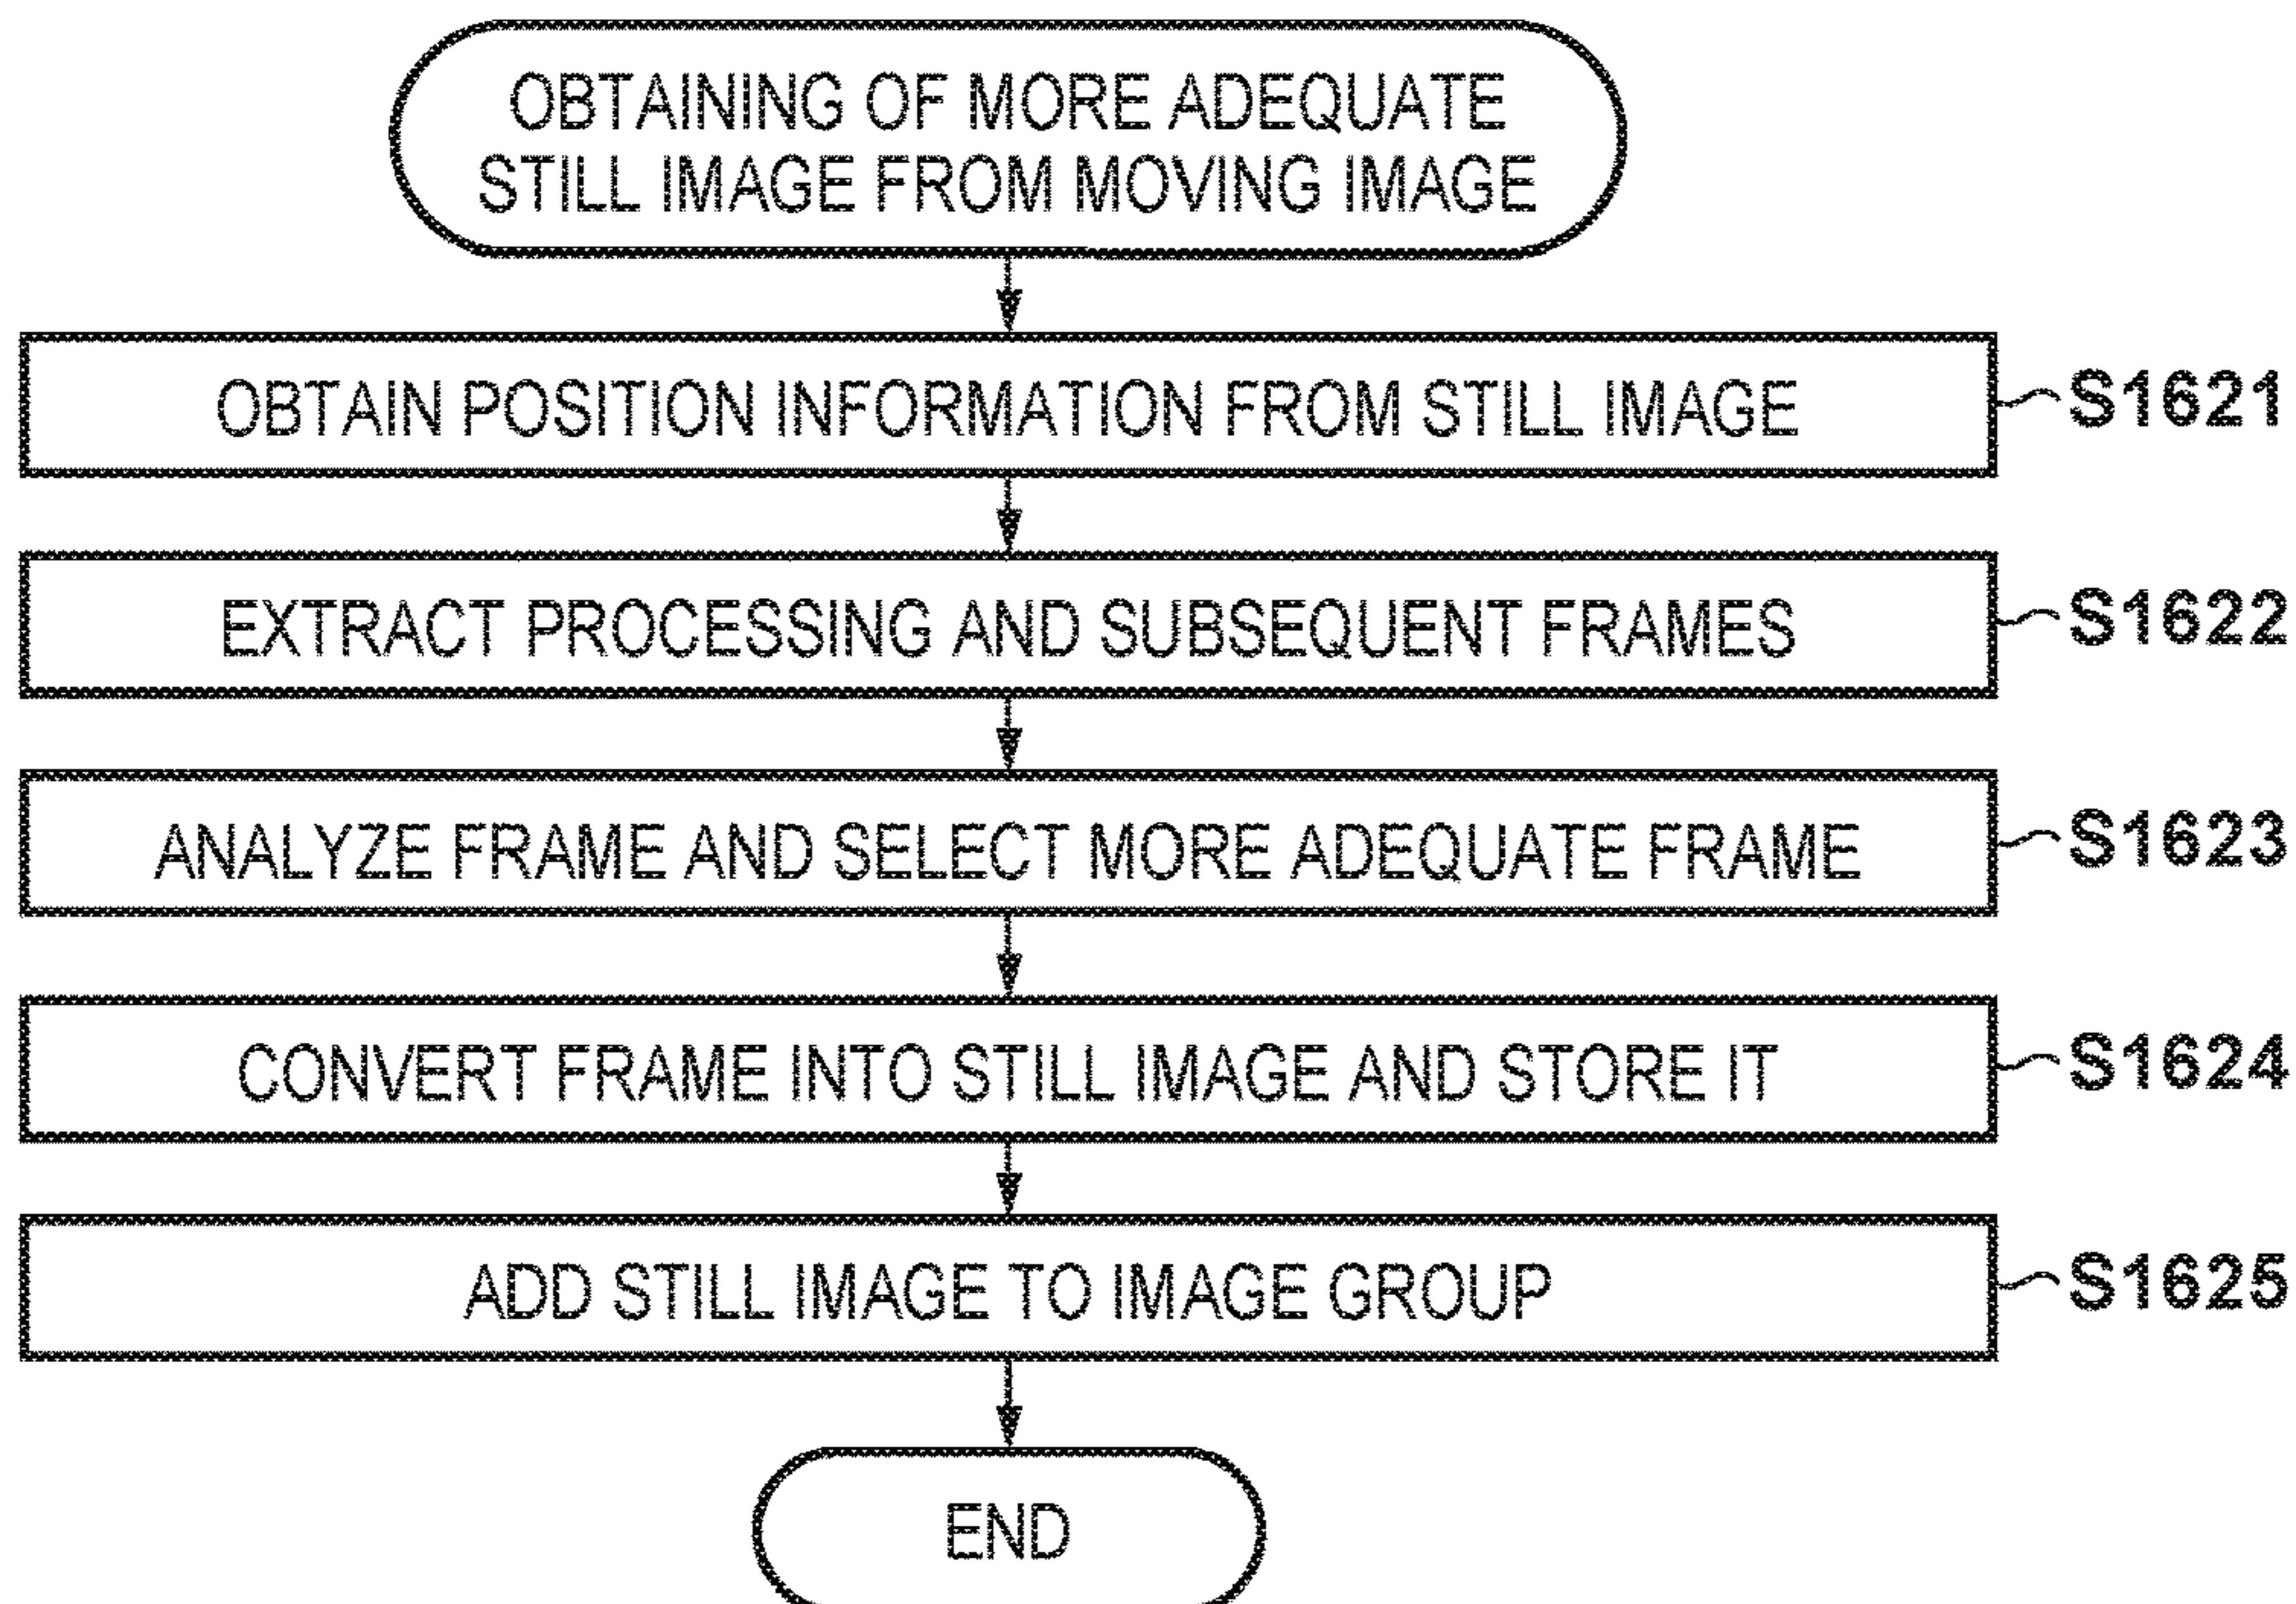 OBTAINING OF MORE ADEQUATE
STILL IMAGE FROM MOVING IMAGE
OBTAIN POSITION INFORMATION FROM STILL IMAGE
S1621
EXTRACT PROCESSING AND SUBSEQUENT FRAMES
S1622
ANALYZE FRAME AND SELECT MORE ADEQUATE FRAME
S1623
CONVERT FRAME INTO STILL IMAGE AND STORE IT
S1624
ADD STILL IMAGE TO IMAGE GROUP
S1625
END